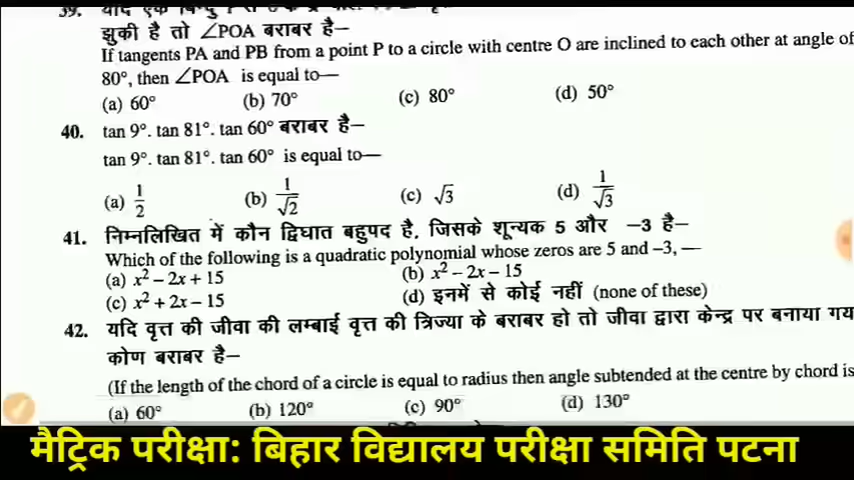 39. यदि एक बिन्दु P से O केन्द्र वाले
झुकी है तो ∠POA बराबर है–
If tangents PA and PB from a point P to a circle with centre O are inclined to each other at angle of
80°, then ∠POA is equal to—
(a) 60° (b) 70° (c) 80° (d) 50°
40. tan 9°. tan 81°. tan 60° बराबर है–
tan 9°. tan 81°. tan 60° is equal to—
(a) 1/2 (b) 1/√2 (c) √3 (d) 1/√3
41. निम्नलिखित में कौन द्विघात बहुपद है, जिसके शून्यक 5 और –3 है–
Which of the following is a quadratic polynomial whose zeros are 5 and –3, —
(a) x² – 2x + 15 (b) x² – 2x – 15
(c) x² + 2x – 15 (d) इनमें से कोई नहीं (none of these)
42. यदि वृत्त की जीवा की लम्बाई वृत्त की त्रिज्या के बराबर हो तो जीवा द्वारा केन्द्र पर बनाया गय
कोण बराबर है–
(If the length of the chord of a circle is equal to radius then angle subtended at the centre by chord is
(a) 60° (b) 120° (c) 90° (d) 130°
मैट्रिक परीक्षा: बिहार विद्यालय परीक्षा समिति पटना